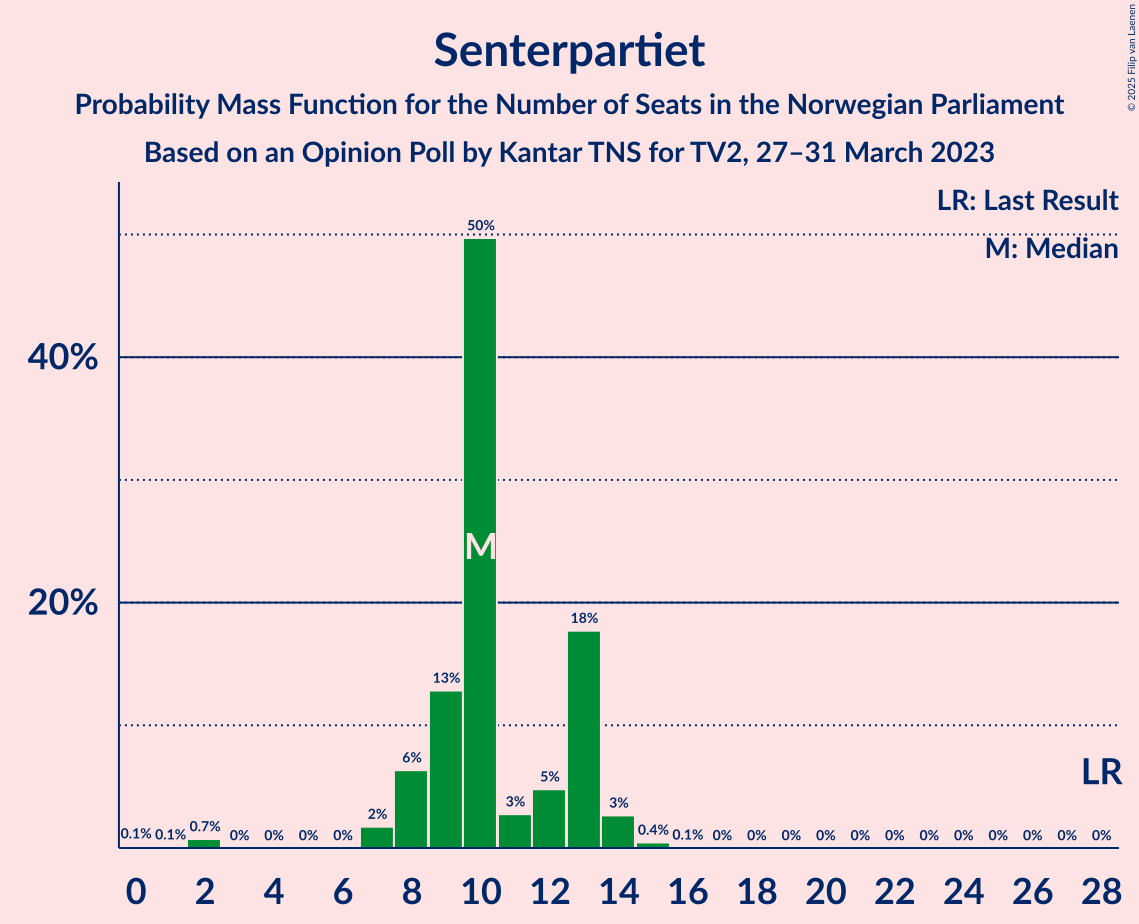 Senterpartiet
Probability Mass Function for the Number of Seats in the Norwegian Parliament
Based on an Opinion Poll by Kantar TNS for TV2, 27–31 March 2023
© 2025 Filip van Laenen
LR: Last Result
M: Median
40%
20%
0.1% 0.1% 0.7% 0% 0% 0% 0% 2% 6% 13% 50% 3% 5% 18% 3% 0.4% 0.1% 0% 0% 0% 0% 0% 0% 0% 0% 0% 0% 0% 0%
M
LR
0 2 4 6 8 10 12 14 16 18 20 22 24 26 28